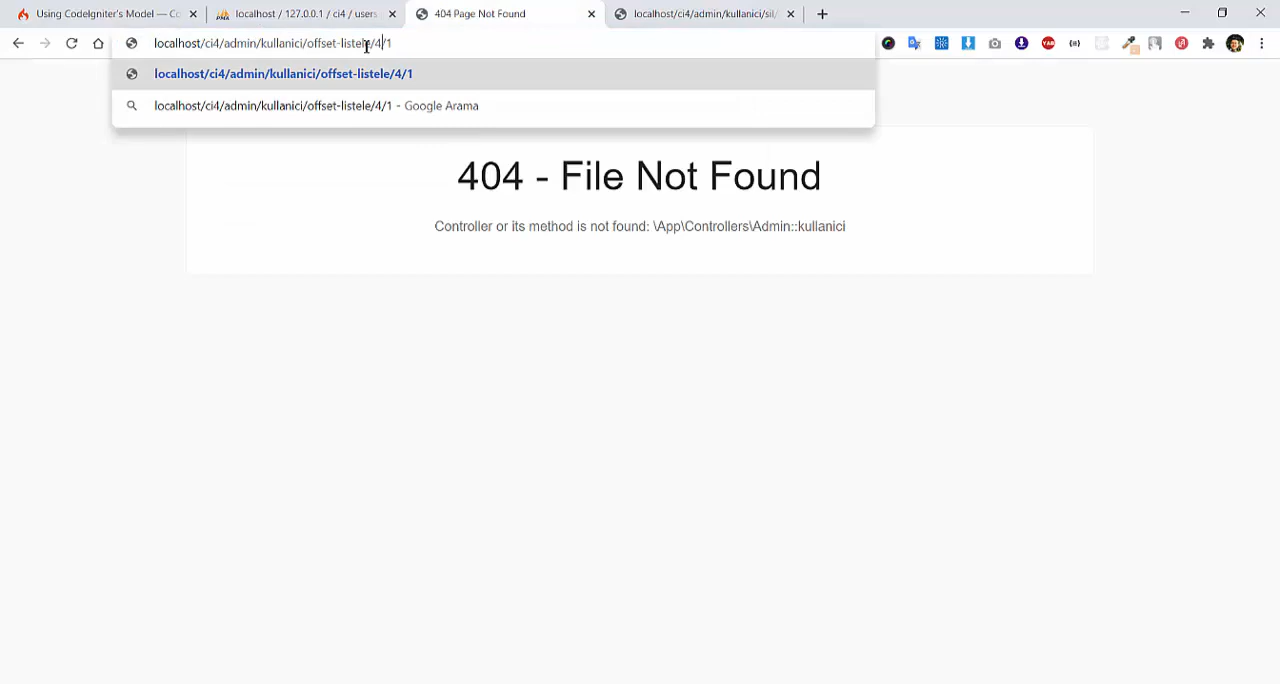 Using CodeIgniter's Model — Co
localhost / 127.0.0.1 / ci4 / users
404 Page Not Found
localhost/ci4/admin/kullanici/sil/
localhost/ci4/admin/kullanici/offset-listele/4/1
localhost/ci4/admin/kullanici/offset-listele/4/1
localhost/ci4/admin/kullanici/offset-listele/4/1 - Google Arama
404 - File Not Found
Controller or its method is not found: \App\Controllers\Admin::kullanici